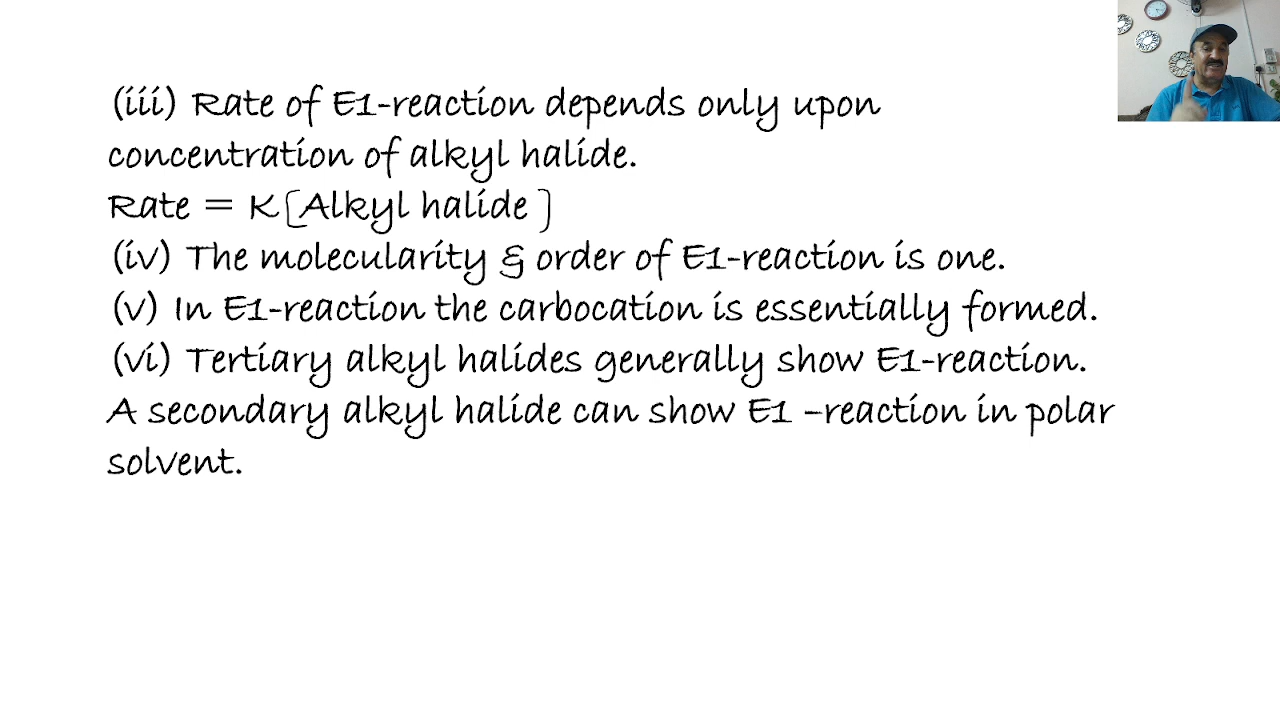 (iii) Rate of E1-reaction depends only upon
concentration of alkyl halide.
Rate = K[Alkyl halide ]
(iv) The molecularity & order of E1-reaction is one.
(v) In E1-reaction the carbocation is essentially formed.
(vi) Tertiary alkyl halides generally show E1-reaction.
A secondary alkyl halide can show E1 –reaction in polar
solvent.